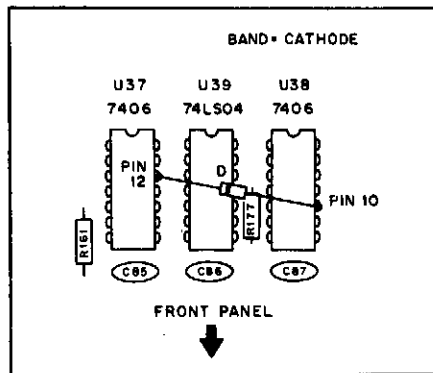 BAND= CATHODE
U37 U39 U38
7406 74LS04 7406
PIN 12
D
PIN 10
R161
R177
C85 C86 C87
FRONT PANEL